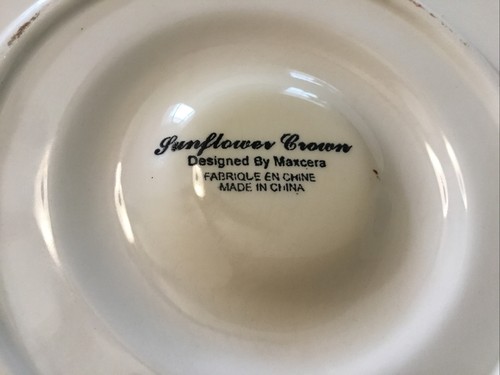 Sunflower Crown
Designed By Maxcera
FABRIQUE EN CHINE
MADE IN CHINA